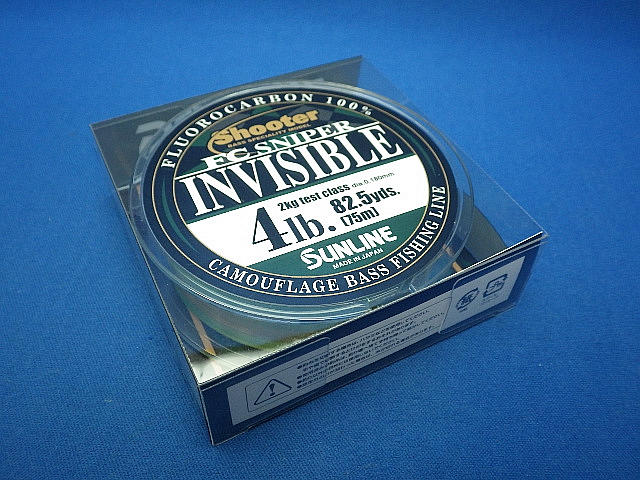 FLUOROCARBON 100%
Shooter
BASS SPECIALITY MODEL
FC SNIPER
INVISIBLE
2kg test class dia.0.180mm
4lb. 82.5yds.
[75m]
SUNLINE
MADE IN JAPAN
CAMOUFLAGE BASS FISHING LINE